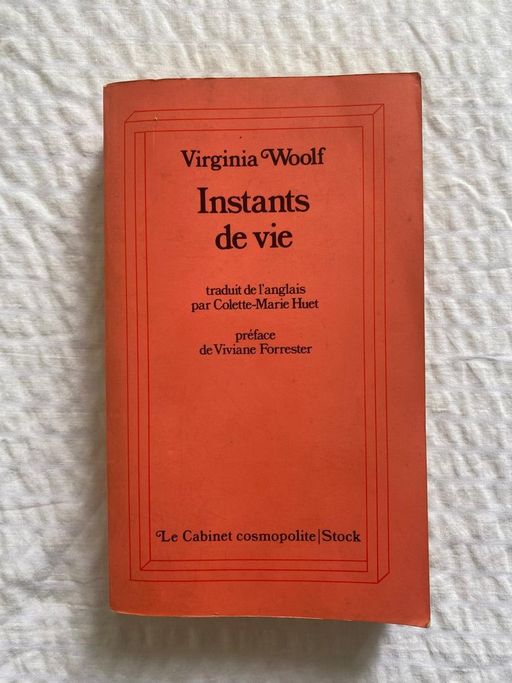 Virginia Woolf
Instants
de vie
traduit de l'anglais
par Colette-Marie Huet
préface
de Viviane Forrester
Le Cabinet cosmopolite|Stock